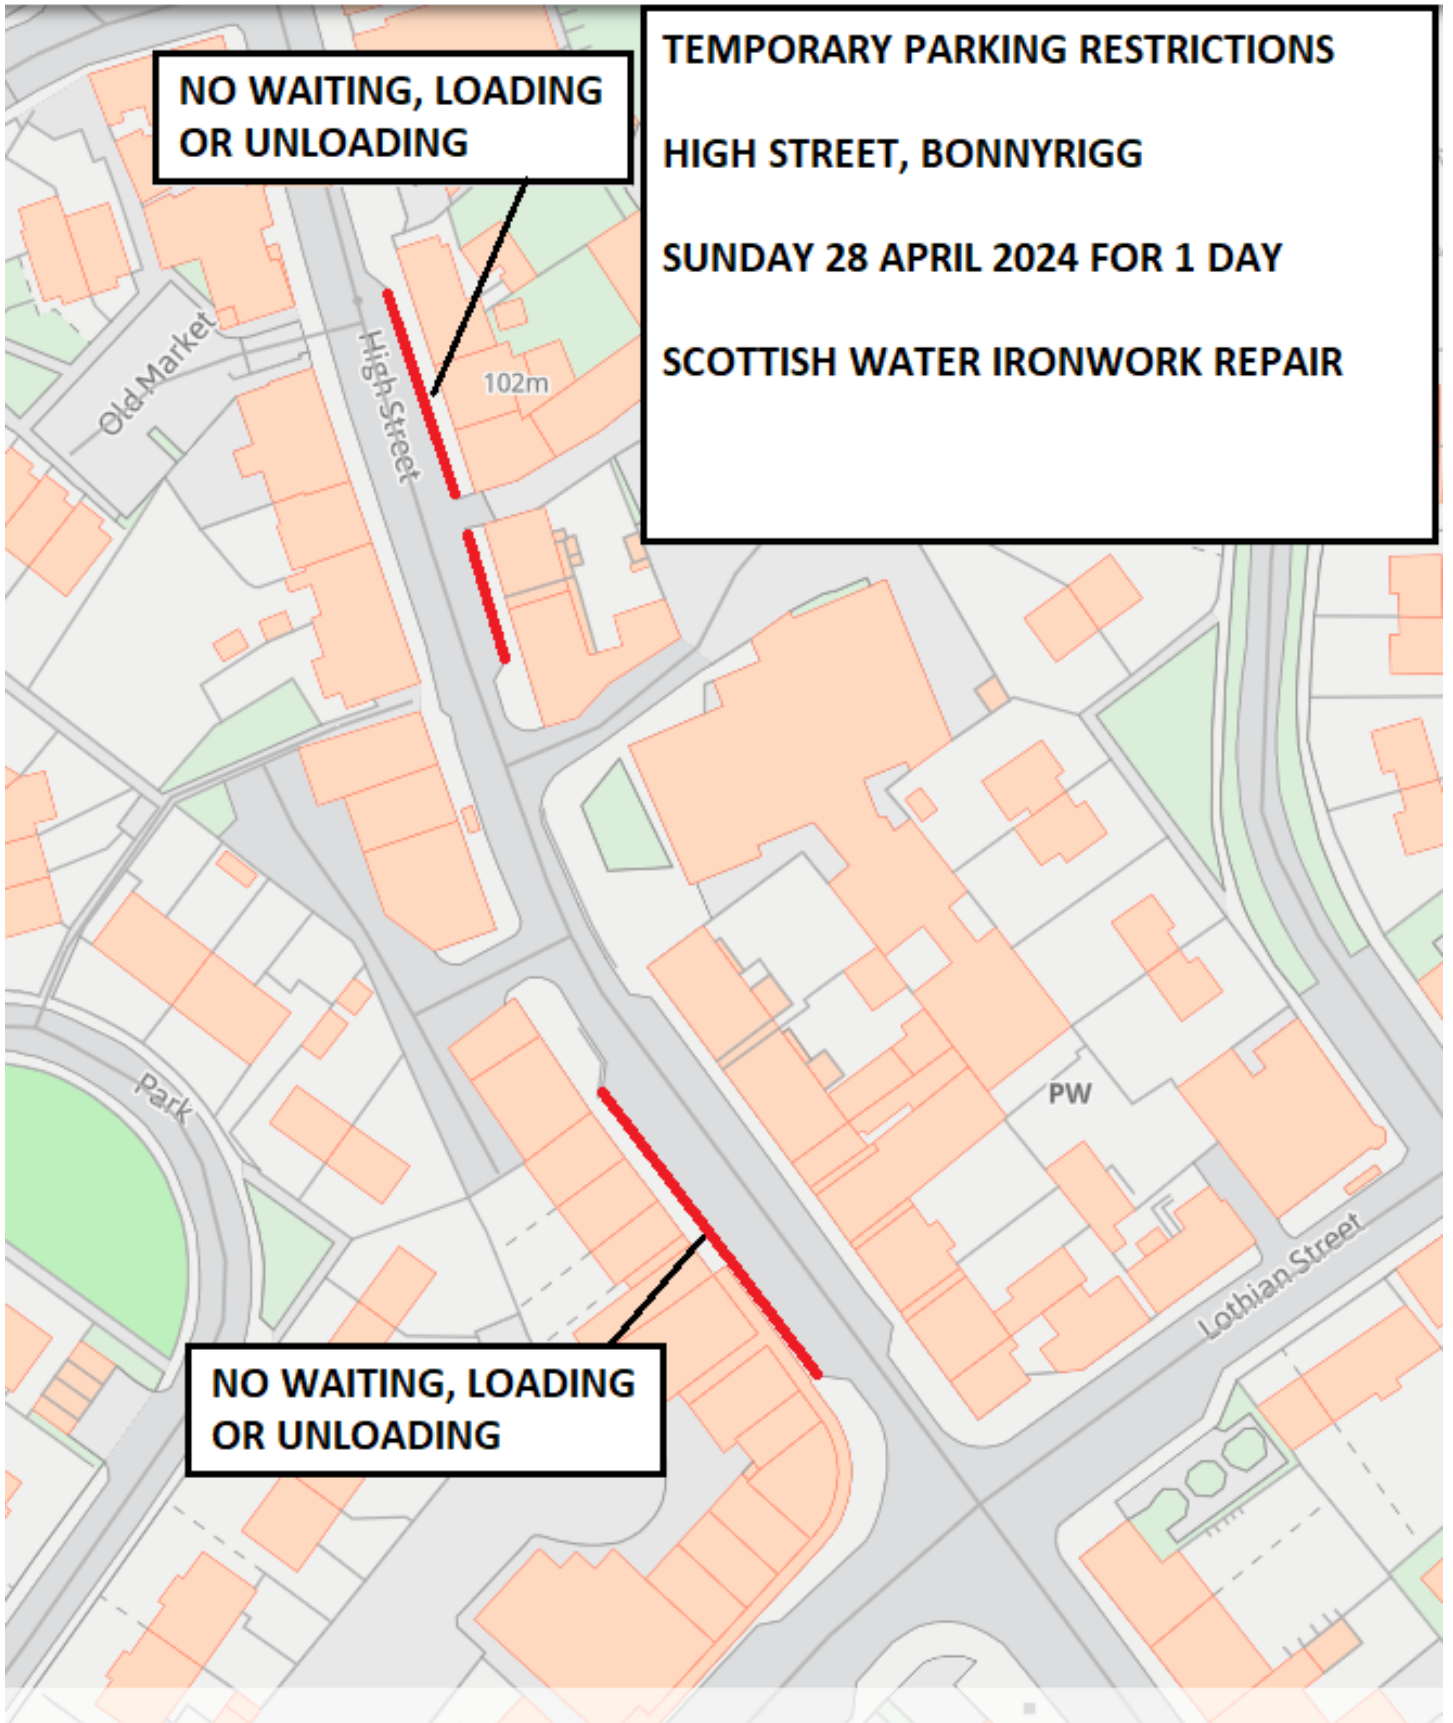 TEMPORARY PARKING RESTRICTIONS
HIGH STREET, BONNYRIGG
SUNDAY 28 APRIL 2024 FOR 1 DAY
SCOTTISH WATER IRONWORK REPAIR
NO WAITING, LOADING
OR UNLOADING
Old Market
High Street
102m
PW
Park
Lothian Street
NO WAITING, LOADING
OR UNLOADING